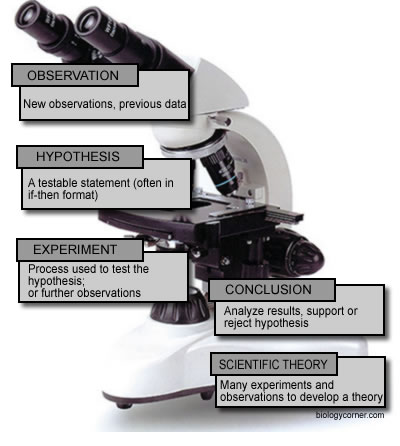 OBSERVATION
New observations, previous data
HYPOTHESIS
A testable statement (often in
if-then format)
EXPERIMENT
Process used to test the
hypothesis;
or further observations
CONCLUSION
Analyze results, support or
reject hypothesis
SCIENTIFIC THEORY
Many experiments and
observations to develop a theory
biologycorner.com